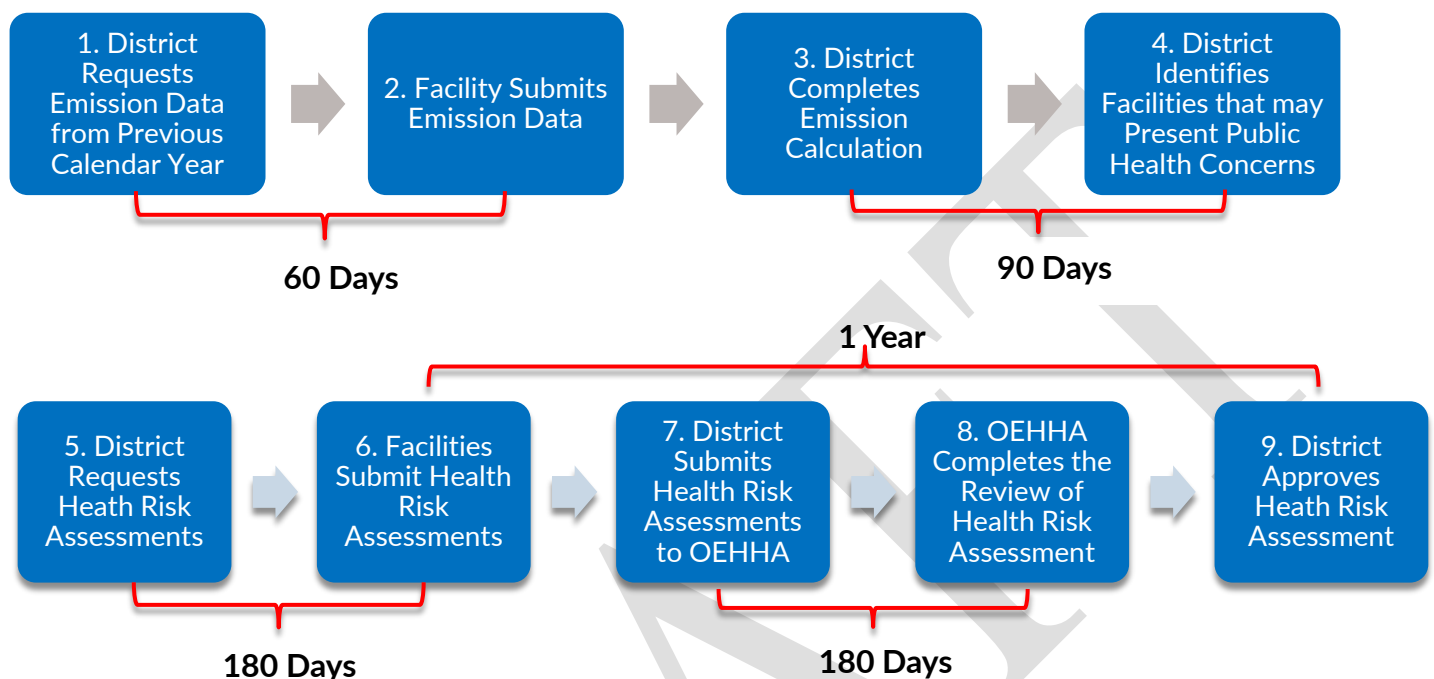 1. District
Requests
Emission Data
from Previous
Calendar Year
2. Facility Submits
Emission Data
3. District
Completes
Emission
Calculation
4. District
Identifies
Facilities that may
Present Public
Health Concerns
60 Days
90 Days
1 Year
5. District
Requests
Heath Risk
Assessments
6. Facilities
Submit Health
Risk
Assessments
7. District
Submits
Health Risk
Assessments
to OEHHA
8. OEHHA
Completes the
Review of
Health Risk
Assessment
9. District
Approves
Heath Risk
Assessment
180 Days
180 Days